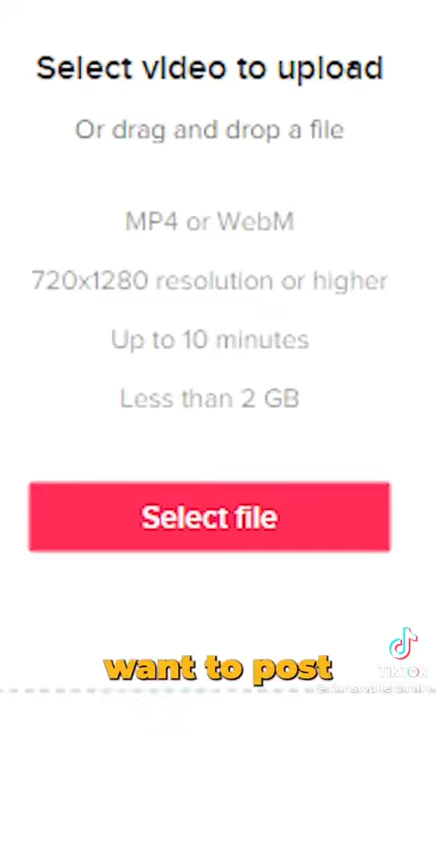 Select video to upload
Or drag and drop a file
MP4 or WebM
720x1280 resolution or higher
Up to 10 minutes
Less than 2 GB
Select file
want to post
TIKTOK